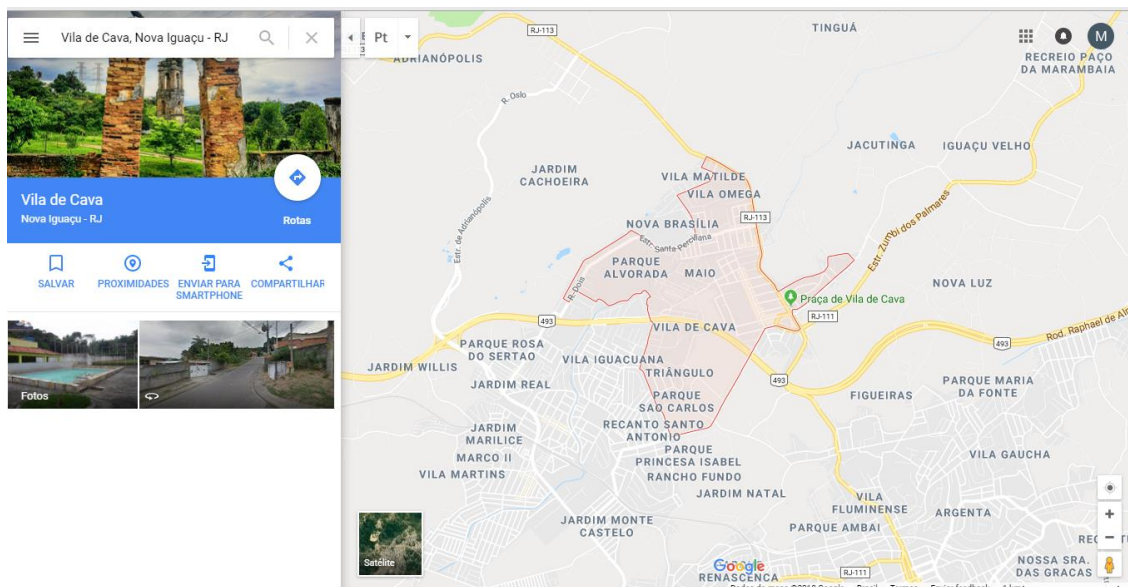 Vila de Cava, Nova Iguaçu - RJ
Pt
Vila de Cava
Nova Iguaçu - RJ
Rotas
SALVAR
PROXIMIDADES
ENVIAR PARA
SMARTPHONE
COMPARTILHAR
Fotos
TINGUÁ
RJ-113
M
ADRIANÓPOLIS
RECREIO PAÇO
DA MARAMBAIA
R. Oslo
JACUTINGA
IGUAÇU VELHO
JARDIM
CACHOEIRA
VILA MATILDE
VILA OMEGA
Estr. de Adrianópolis
NOVA BRASÍLIA
RJ-113
Estr. Zumbi dos Palmares
PARQUE
ALVORADA
MAIO
R. Dois
NOVA LUZ
Praça de Vila de Cava
RJ-111
493
VILA DE CAVA
493
PARQUE ROSA
DO SERTAO
VILA IGUACUANA
JARDIM WILLIS
TRIÂNGULO
493
JARDIM REAL
PARQUE
SAO CARLOS
FIGUEIRAS
PARQUE MARIA
DA FONTE
JARDIM
MARILICE
RECANTO SANTO
ANTONIO
MARCO II
PARQUE
PRINCESA ISABEL
VILA GAUCHA
VILA MARTINS
RANCHO FUNDO
JARDIM NATAL
VILA
FLUMINENSE
ARGENTA
JARDIM MONTE
CASTELO
PARQUE AMBAI
Satélite
Google
RENASCENCA
RJ-111
NOSSA SRA.
DAS GRACAS